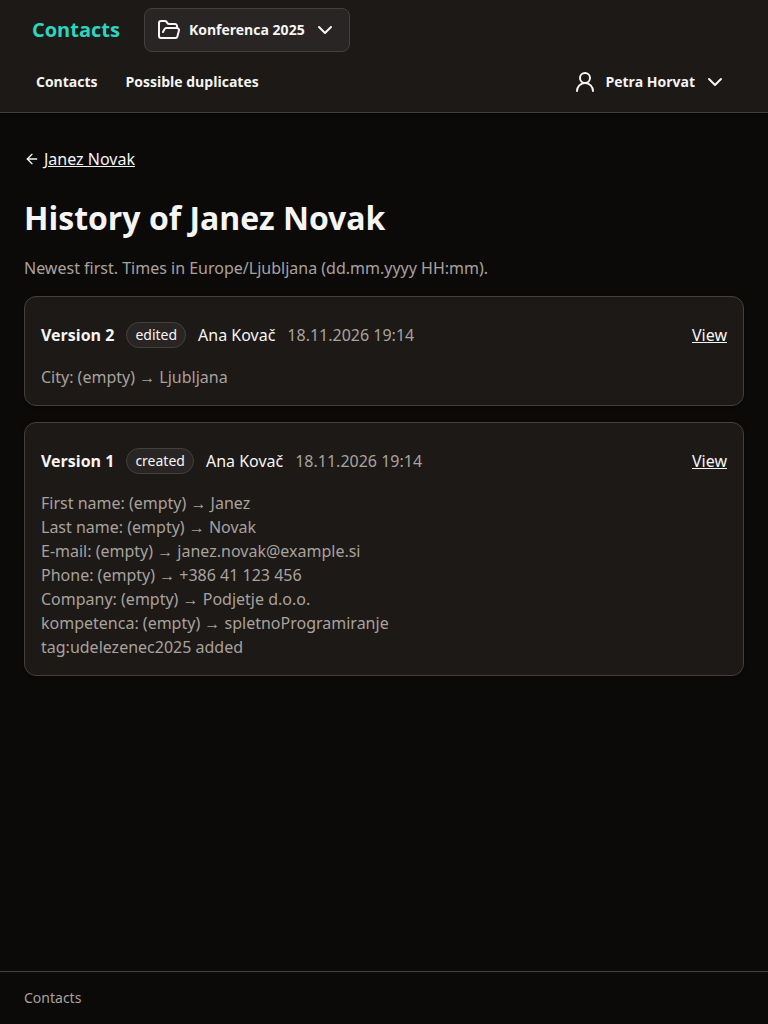 Contacts
Konferenca 2025
Contacts
Possible duplicates
Petra Horvat
← Janez Novak
History of Janez Novak
Newest first. Times in Europe/Ljubljana (dd.mm.yyyy HH:mm).
Version 2 edited Ana Kovač 18.11.2026 19:14 View
City: (empty) → Ljubljana
Version 1 created Ana Kovač 18.11.2026 19:14 View
First name: (empty) → Janez
Last name: (empty) → Novak
E-mail: (empty) → janez.novak@example.si
Phone: (empty) → +386 41 123 456
Company: (empty) → Podjetje d.o.o.
kompetenca: (empty) → spletnoProgramiranje
tag:udelezenec2025 added
Contacts